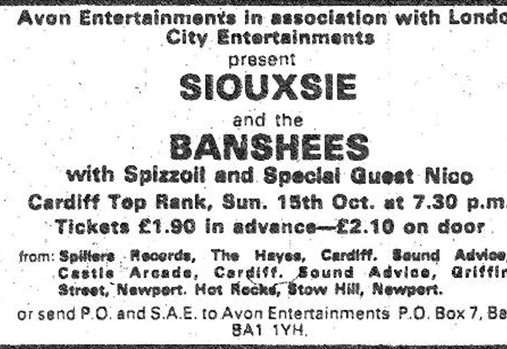 Avon Entertainments in association with Londo
City Entertainments
present
SIOUXSIE
and the
BANSHEES
with Spizzoil and Special Guest Nico
Cardiff Top Rank, Sun. 15th Oct. at 7.30 p.m.
Tickets £1.90 in advance—£2.10 on door
from: Spillers Records, The Hayes, Cardiff. Sound Advice,
Castle Arcade, Cardiff. Sound Advice, Griffin
Street, Newport. Hot Rocks, Stow Hill, Newport.
or send P.O. and S.A.E. to Avon Entertainments P.O. Box 7, Ba
BA1 1YH.